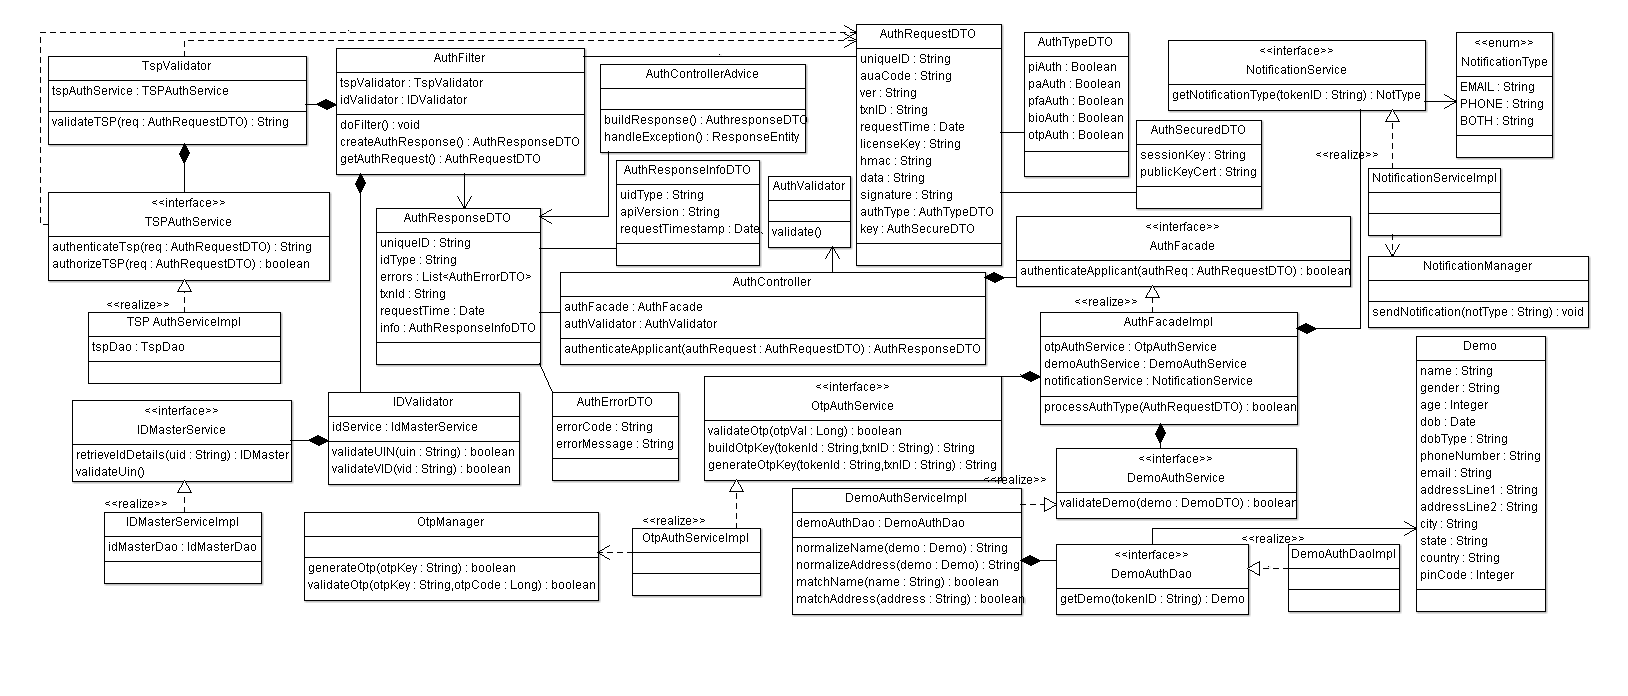 TspValidator
tspAuthService : TSPAuthService
validateTSP(req : AuthRequestDTO) : String
AuthFilter
tspValidator : TspValidator
idValidator : IDValidator
doFilter() : void
createAuthResponse() : AuthResponseDTO
getAuthRequest() : AuthRequestDTO
AuthControllerAdvice
buildResponse() : AuthresponseDTO
handleException() : ResponseEntity
AuthRequestDTO
uniqueID : String
auaCode : String
ver : String
txnID : String
requestTime : Date
licenseKey : String
hmac : String
data : String
signature : String
authType : AuthTypeDTO
key : AuthSecureDTO
AuthTypeDTO
piAuth : Boolean
paAuth : Boolean
pfaAuth : Boolean
bioAuth : Boolean
otpAuth : Boolean
AuthSecuredDTO
sessionKey : String
publicKeyCert : String
<<interface>>
NotificationService
getNotificationType(tokenID : String) : NotType
<<enum>>
NotificationType
EMAIL : String
PHONE : String
BOTH : String
<<realize>>
NotificationServiceImpl
NotificationManager
sendNotification(notType : String) : void
<<interface>>
TSPAuthService
authenticateTsp(req : AuthRequestDTO) : String
authorizeTSP(req : AuthRequestDTO) : boolean
<<realize>>
TSP AuthServiceImpl
tspDao : TspDao
AuthResponseDTO
uniqueID : String
idType : String
errors : List<AuthErrorDTO>
txnId : String
requestTime : Date
info : AuthResponseInfoDTO
AuthResponseInfoDTO
uidType : String
apiVersion : String
requestTimestamp : Date
AuthValidator
validate()
AuthController
authFacade : AuthFacade
authValidator : AuthValidator
authenticateApplicant(authRequest : AuthRequestDTO) : AuthResponseDTO
<<interface>>
AuthFacade
authenticateApplicant(authReq : AuthRequestDTO) : boolean
<<realize>>
AuthFacadeImpl
otpAuthService : OtpAuthService
demoAuthService : DemoAuthService
notificationService : NotificationService
processAuthType(AuthRequestDTO) : boolean
<<interface>>
IDMasterService
retrieveIdDetails(uid : String) : IDMaster
validateUin()
<<realize>>
IDMasterServiceImpl
idMasterDao : IdMasterDao
IDValidator
idService : IdMasterService
validateUIN(uin : String) : boolean
validateVID(vid : String) : boolean
AuthErrorDTO
errorCode : String
errorMessage : String
<<interface>>
OtpAuthService
validateOtp(otpVal : Long) : boolean
buildOtpKey(tokenId : String,txnID : String) : String
generateOtpKey(tokenId : String,txnID : String) : String
<<realize>>
OtpAuthServiceImpl
OtpManager
generateOtp(otpKey : String) : boolean
validateOtp(otpKey : String,otpCode : Long) : boolean
<<interface>>
DemoAuthService
validateDemo(demo : DemoDTO) : boolean
<<realize>>
DemoAuthServiceImpl
demoAuthDao : DemoAuthDao
normalizeName(demo : Demo) : String
normalizeAddress(demo : Demo) : String
matchName(name : String) : boolean
matchAddress(address : String) : boolean
<<interface>>
DemoAuthDao
getDemo(tokenID : String) : Demo
<<realize>>
DemoAuthDaoImpl
Demo
name : String
gender : String
age : Integer
dob : Date
dobType : String
phoneNumber : String
email : String
addressLine1 : String
addressLine2 : String
city : String
state : String
country : String
pinCode : Integer